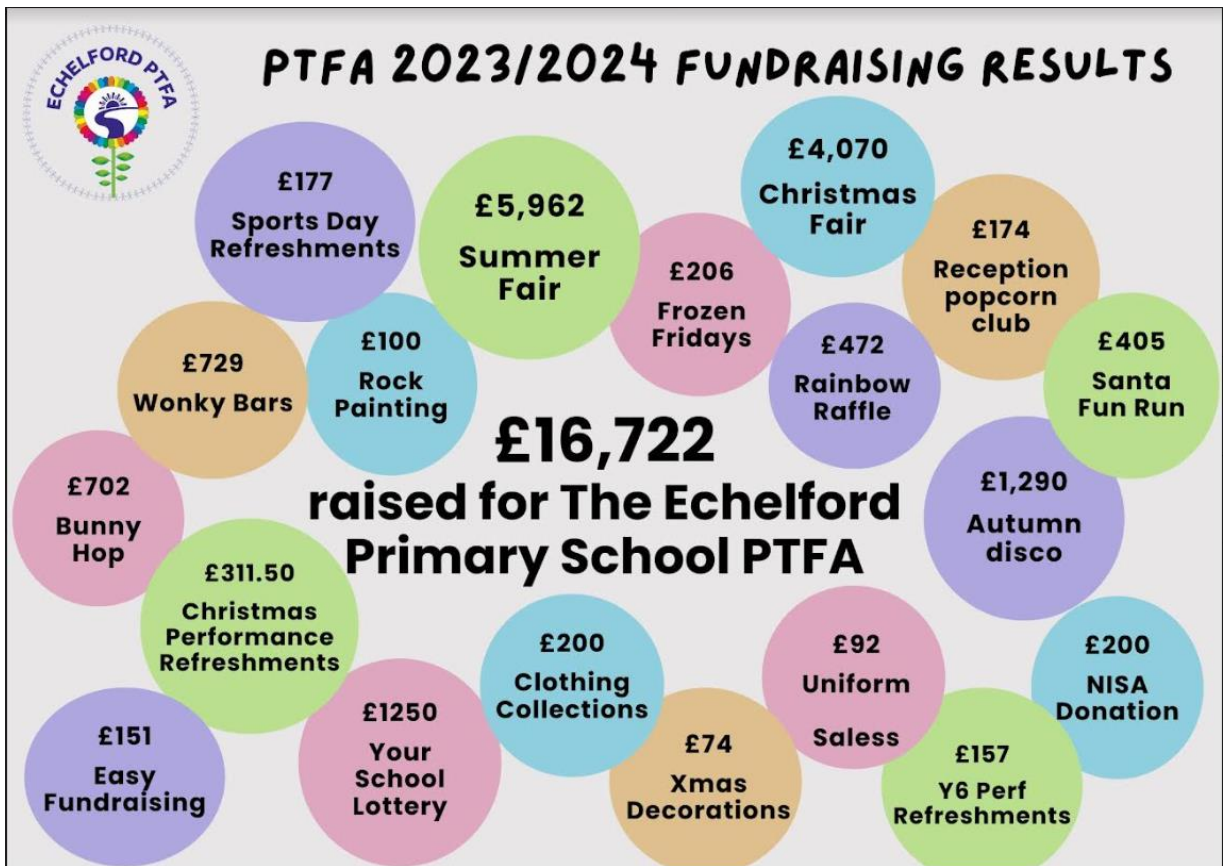 ECHELFORD PTFA
PTFA 2023/2024 FUNDRAISING RESULTS
£177
Sports Day
Refreshments
£5,962
Summer
Fair
£4,070
Christmas
Fair
£206
Frozen
Fridays
£174
Reception
popcorn
club
£729
Wonky Bars
£100
Rock
Painting
£472
Rainbow
Raffle
£405
Santa
Fun Run
£16,722
raised for The Echelford
Primary School PTFA
£702
Bunny
Hop
£1,290
Autumn
disco
£311.50
Christmas
Performance
Refreshments
£200
Clothing
Collections
£92
Uniform
Saless
£200
NISA
Donation
£151
Easy
Fundraising
£1250
Your
School
Lottery
£74
Xmas
Decorations
£157
Y6 Perf
Refreshments